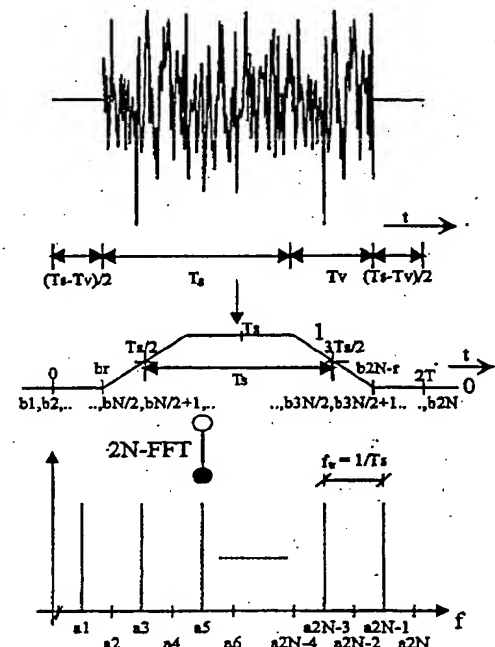 t
(Ts-Tv)/2 Ts Tv (Ts-Tv)/2
Ts/2 Ts 1 3Ts/2
br b2N-r t
0 Ts 2T 0
b1,b2,.. ..,bN/2,bN/2+1,.. ..,b3N/2,b3N/2+1.. ..,b2N
2N-FFT
ftr = 1/Ts
f
a1 a3 a5 a2N-3 a2N-1
a2 a4 a6 a2N-4 a2N-2 a2N